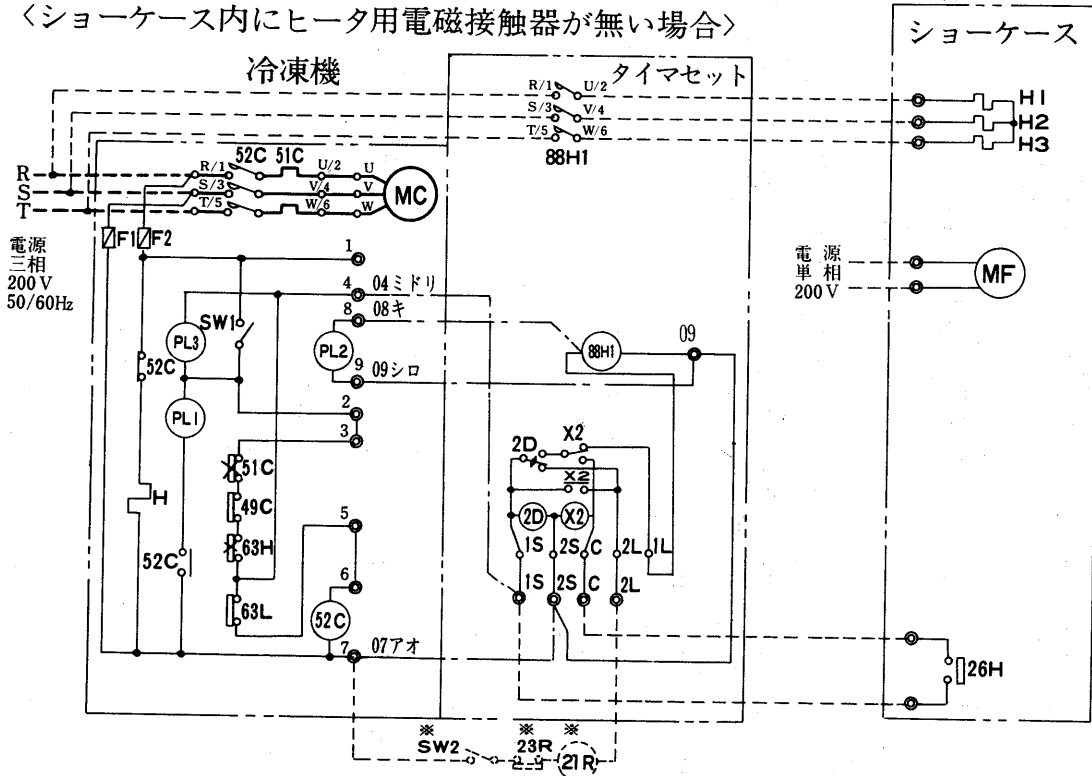 〈ショーケース内にヒータ用電磁接触器が無い場合〉
ショーケース
冷凍機
タイマセット
R/1 U/2
S/3 V/4
T/5 W/6
88H1
H1
H2
H3
R
S
T
電源
三相
200V
50/60Hz
52C 51C
R/1 U/2 U
S/3 V/4 V
T/5 W/6 W
MC
F1 F2
電源
単相
200V
MF
1
4 04ミドリ
8 08キ
SW1
PL3
PL2
88H1
09
52C
9 09シロ
PL1
2
3
2D X2
51C
X2
H
49C
2D X2
5
63H
1S 2S C 2L 1L
52C
6
1S 2S C 2L
63L
52C
7 07アオ
26H
※ ※ ※
SW2 23R 21R